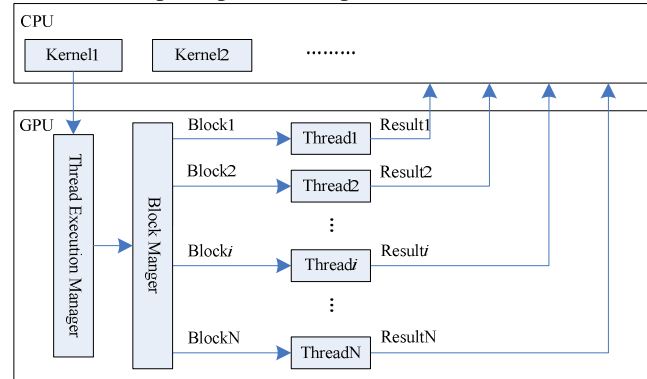 CPU
Kernel1
Kernel2
………
GPU
Thread Execution Manager
Block Manger
Block1
Thread1
Result1
Block2
Thread2
Result2
⋮
Blocki
Threadi
Resulti
⋮
BlockN
ThreadN
ResultN